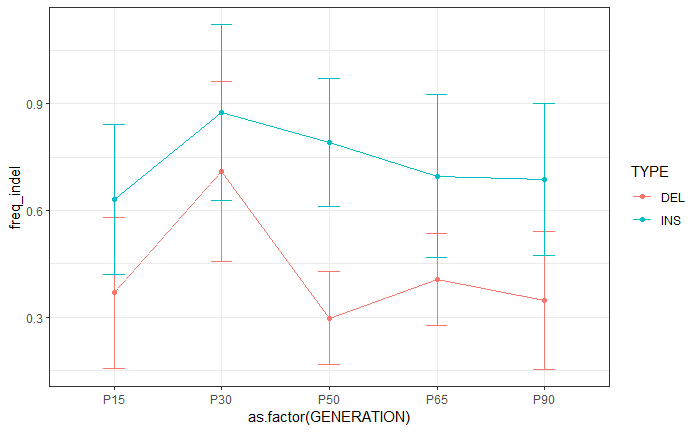 freq_indel
0.9
0.6
0.3
P15 P30 P50 P65 P90
as.factor(GENERATION)
TYPE
DEL
INS